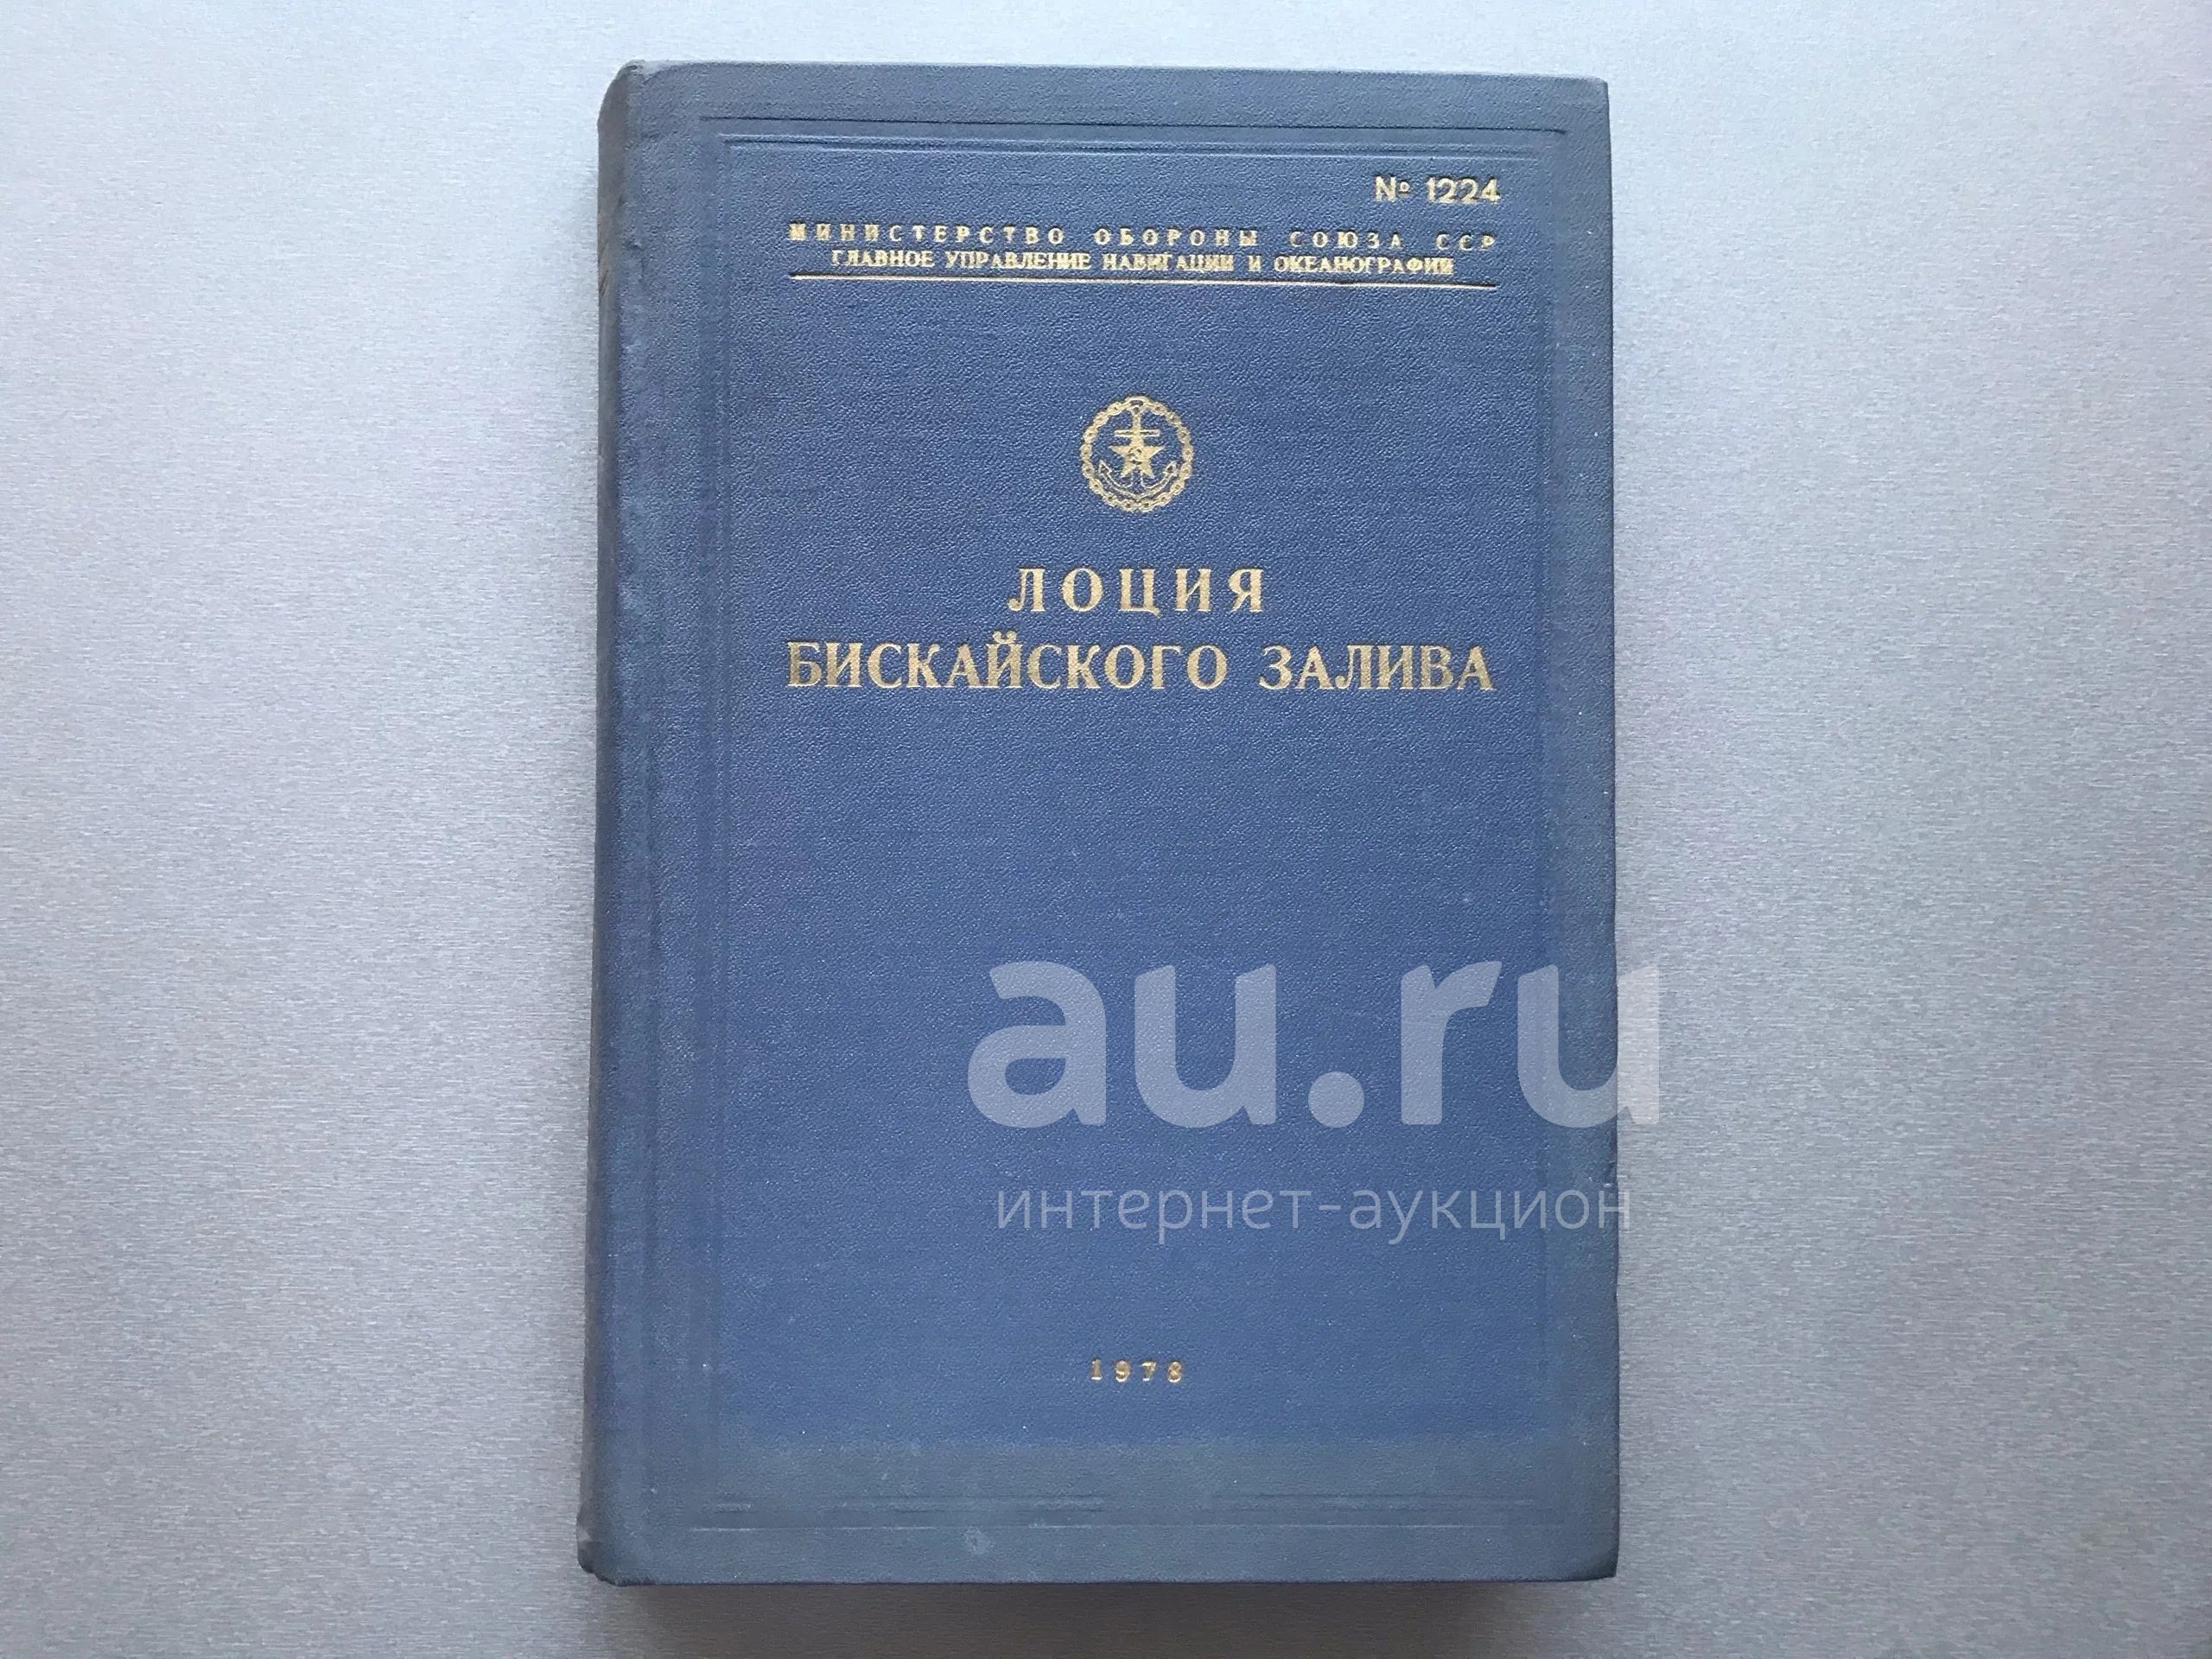 № 1224
МИНИСТЕРСТВО ОБОРОНЫ СОЮЗА ССР
ГЛАВНОЕ УПРАВЛЕНИЕ НАВИГАЦИИ И ОКЕАНОГРАФИИ
ЛОЦИЯ
БИСКАЙСКОГО ЗАЛИВА
au.ru
интернет-аукцион
1978